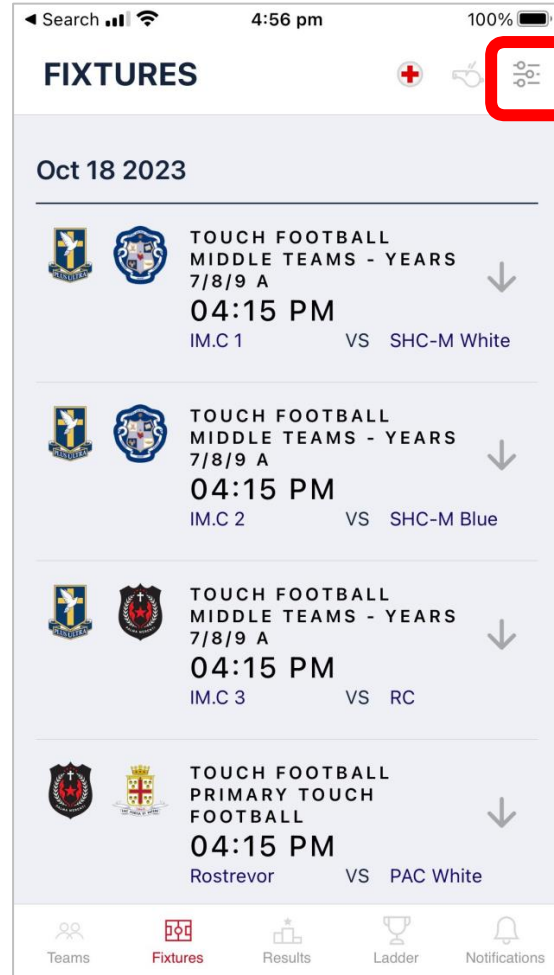 Search 4:56 pm 100%
FIXTURES
Oct 18 2023
TOUCH FOOTBALL
MIDDLE TEAMS - YEARS
7/8/9 A
04:15 PM
IM.C 1 VS SHC-M White
TOUCH FOOTBALL
MIDDLE TEAMS - YEARS
7/8/9 A
04:15 PM
IM.C 2 VS SHC-M Blue
TOUCH FOOTBALL
MIDDLE TEAMS - YEARS
7/8/9 A
04:15 PM
IM.C 3 VS RC
TOUCH FOOTBALL
PRIMARY TOUCH
FOOTBALL
04:15 PM
Rostrevor VS PAC White
Teams Fixtures Results Ladder Notifications